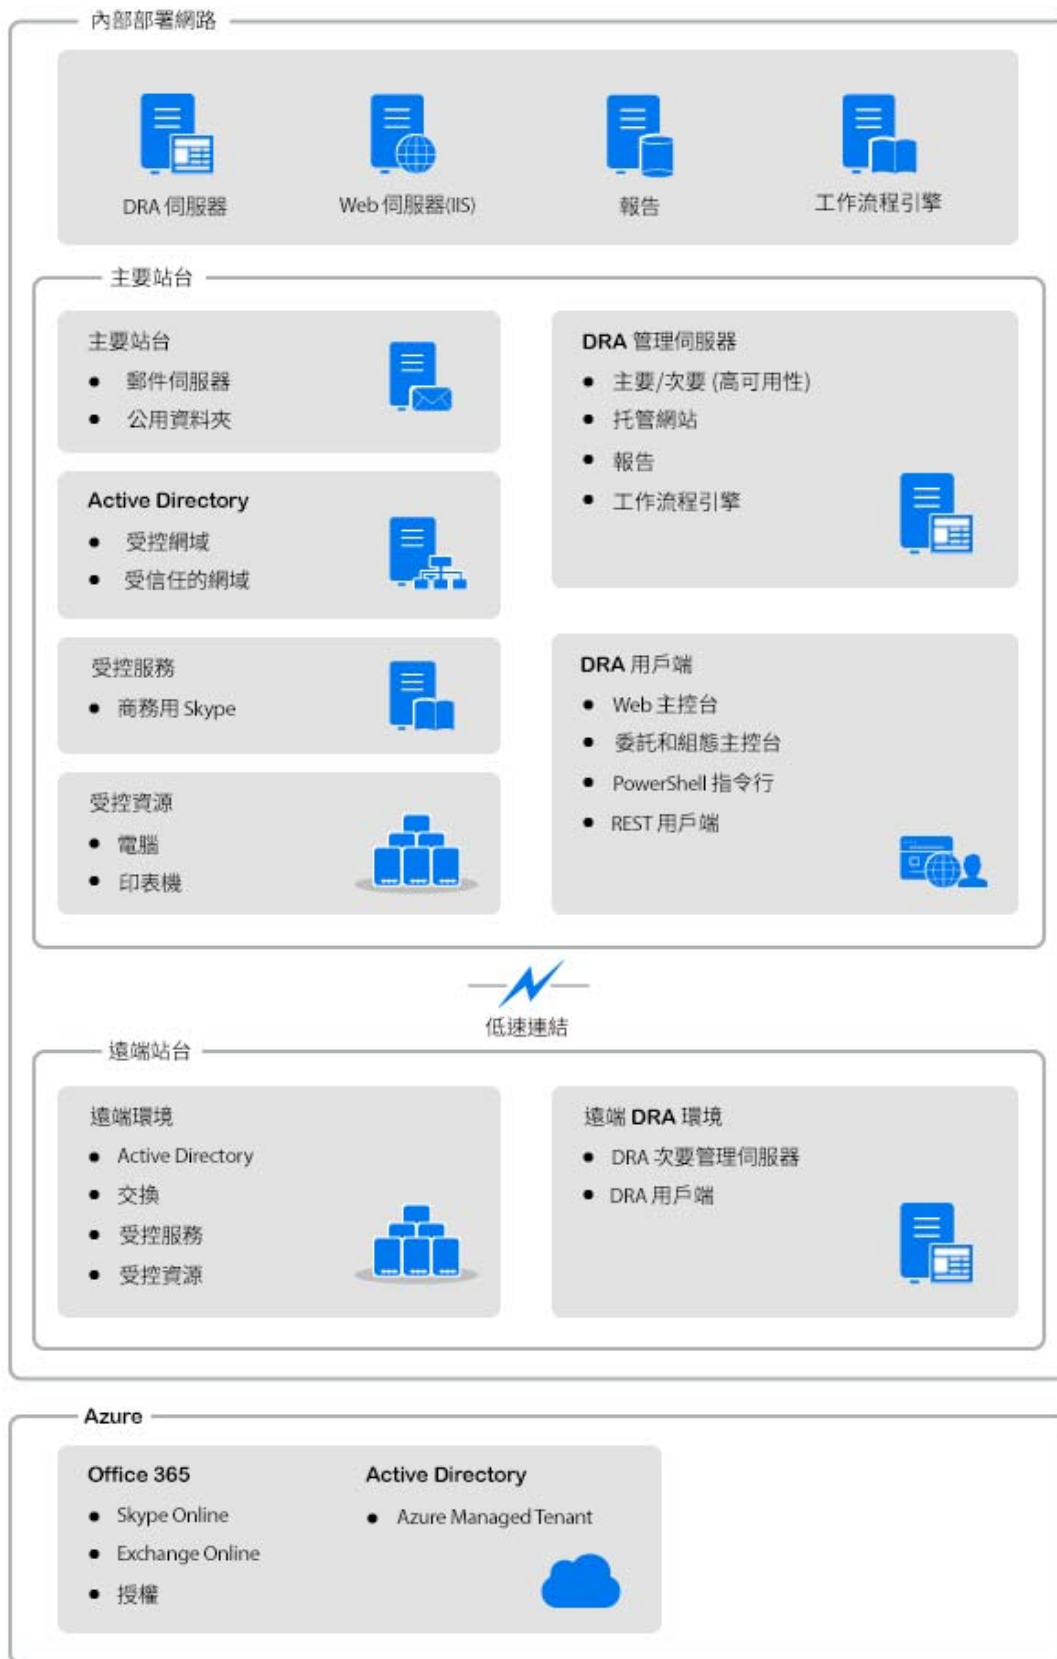 內部部署網路
DRA 伺服器
Web 伺服器(IIS)
報告
工作流程引擎
主要站台
主要站台
● 郵件伺服器
● 公用資料夾
Active Directory
● 受控網域
● 受信任的網域
受控服務
● 商務用 Skype
受控資源
● 電腦
● 印表機
DRA 管理伺服器
● 主要/次要 (高可用性)
● 托管網站
● 報告
● 工作流程引擎
DRA 用戶端
● Web 主控台
● 委託和組態主控台
● PowerShell 指令行
● REST 用戶端
低速連結
遠端站台
遠端環境
● Active Directory
● 交換
● 受控服務
● 受控資源
遠端 DRA 環境
● DRA 次要管理伺服器
● DRA 用戶端
Azure
Office 365
● Skype Online
● Exchange Online
● 授權
Active Directory
● Azure Managed Tenant